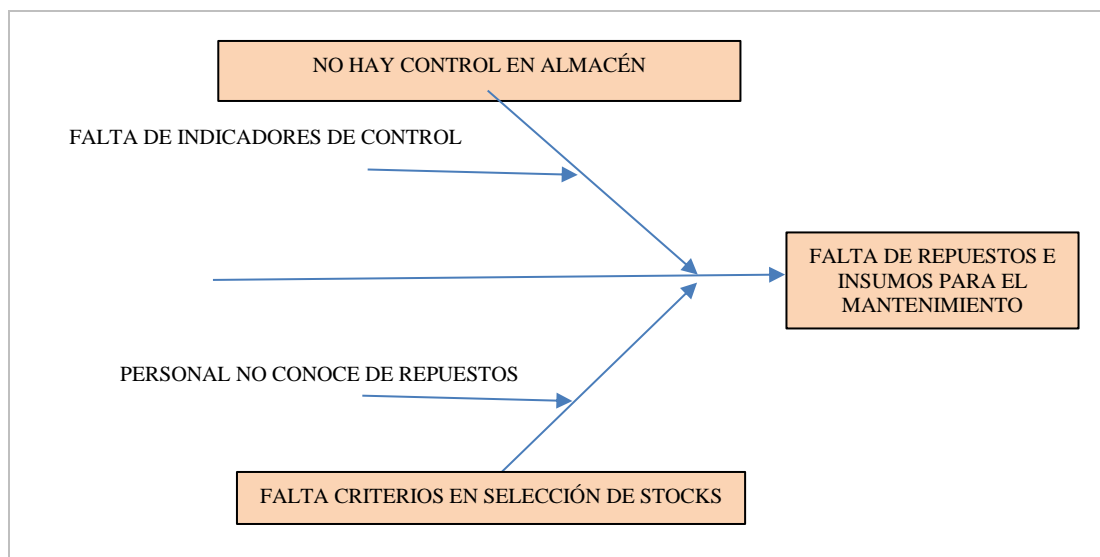 NO HAY CONTROL EN ALMACÉN
FALTA DE INDICADORES DE CONTROL
FALTA DE REPUESTOS E
INSUMOS PARA EL
MANTENIMIENTO
PERSONAL NO CONOCE DE REPUESTOS
FALTA CRITERIOS EN SELECCIÓN DE STOCKS